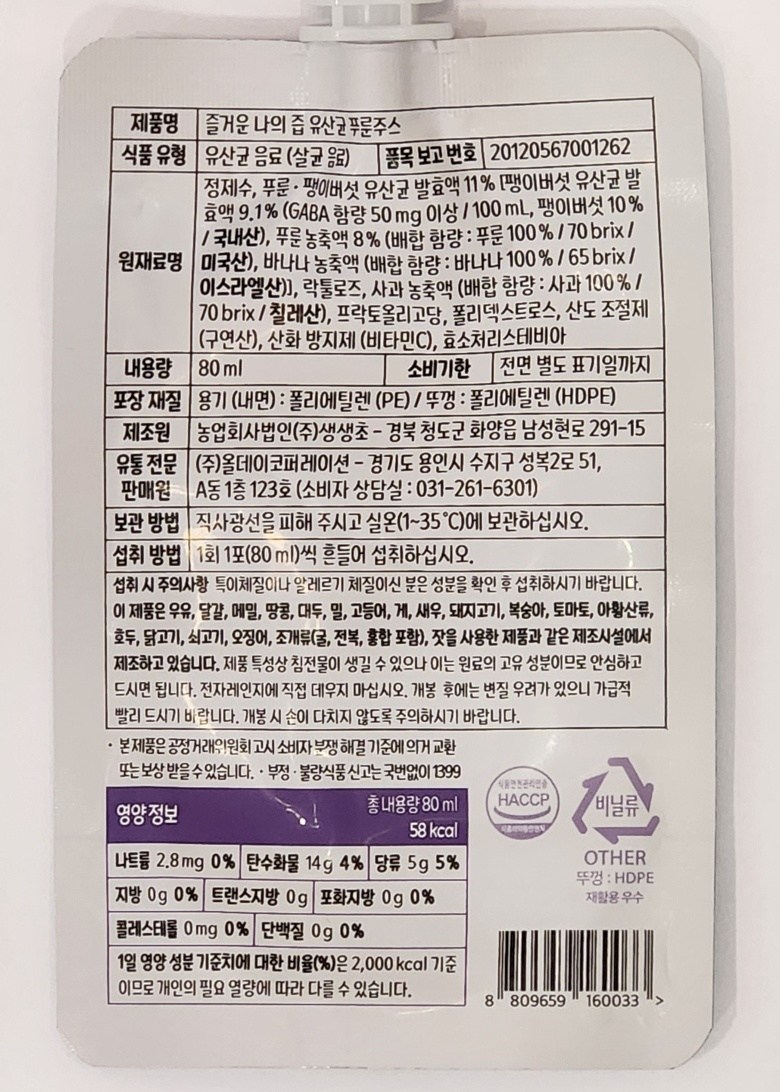 제품명 즐거운 나의 즙 유산균푸룬주스
식품 유형 유산균 음료 (살균 음료) 품목 보고 번호 20120567001262
정제수, 푸룬·팽이버섯 유산균 발효액 11% [팽이버섯 유산균 발
효액 9.1% (GABA 함량 50 mg 이상 / 100 mL, 팽이버섯 10%
원재료명 / 국내산), 푸룬 농축액 8% (배합 함량 : 푸룬 100% / 70 brix /
미국산), 바나나 농축액 (배합 함량 : 바나나 100% / 65 brix /
이스라엘산)], 락툴로즈, 사과 농축액 (배합 함량 : 사과 100% /
70 brix / 칠레산), 프락토올리고당, 폴리덱스트로스, 산도 조절제
(구연산), 산화 방지제 (비타민C), 효소처리스테비아
내용량 80 ml 소비기한 전면 별도 표기일까지
포장 재질 용기 (내면) : 폴리에틸렌 (PE) / 뚜껑 : 폴리에틸렌 (HDPE)
제조원 농업회사법인(주)생생초 - 경북 청도군 화양읍 남성현로 291-15
유통 전문 (주)올데이코퍼레이션 - 경기도 용인시 수지구 성복2로 51,
판매원 A동 1층 123호 (소비자 상담실 : 031-261-6301)
보관 방법 직사광선을 피해 주시고 실온(1~35℃)에 보관하십시오.
섭취 방법 1회 1포(80 ml)씩 흔들어 섭취하십시오.
섭취 시 주의사항 특이체질이나 알레르기 체질이신 분은 성분을 확인 후 섭취하시기 바랍니다.
이 제품은 우유, 달걀, 메밀, 땅콩, 대두, 밀, 고등어, 게, 새우, 돼지고기, 복숭아, 토마토, 아황산류,
호두, 닭고기, 쇠고기, 오징어, 조개류(굴, 전복, 홍합 포함), 잣을 사용한 제품과 같은 제조시설에서
제조하고 있습니다. 제품 특성상 침전물이 생길 수 있으나 이는 원료의 고유 성분이므로 안심하고
드시면 됩니다. 전자레인지에 직접 데우지 마십시오. 개봉 후에는 변질 우려가 있으니 가급적
빨리 드시기 바랍니다. 개봉 시 손이 다치지 않도록 주의하시기 바랍니다.
· 본 제품은 공정거래위원회 고시 소비자 분쟁 해결 기준에 의거 교환
또는 보상 받을 수 있습니다. · 부정·불량식품 신고는 국번없이 1399
영양 정보 총 내용량 80 ml
58 kcal
나트륨 2.8 mg 0% 탄수화물 14 g 4% 당류 5 g 5%
지방 0 g 0% 트랜스지방 0 g 포화지방 0 g 0%
콜레스테롤 0 mg 0% 단백질 0 g 0%
1일 영양 성분 기준치에 대한 비율(%)은 2,000 kcal 기준
이므로 개인의 필요 열량에 따라 다를 수 있습니다.
식품안전관리인증
HACCP
식품의약품안전처
비닐류
OTHER
뚜껑 : HDPE
재활용 우수
8 809659 160033 >